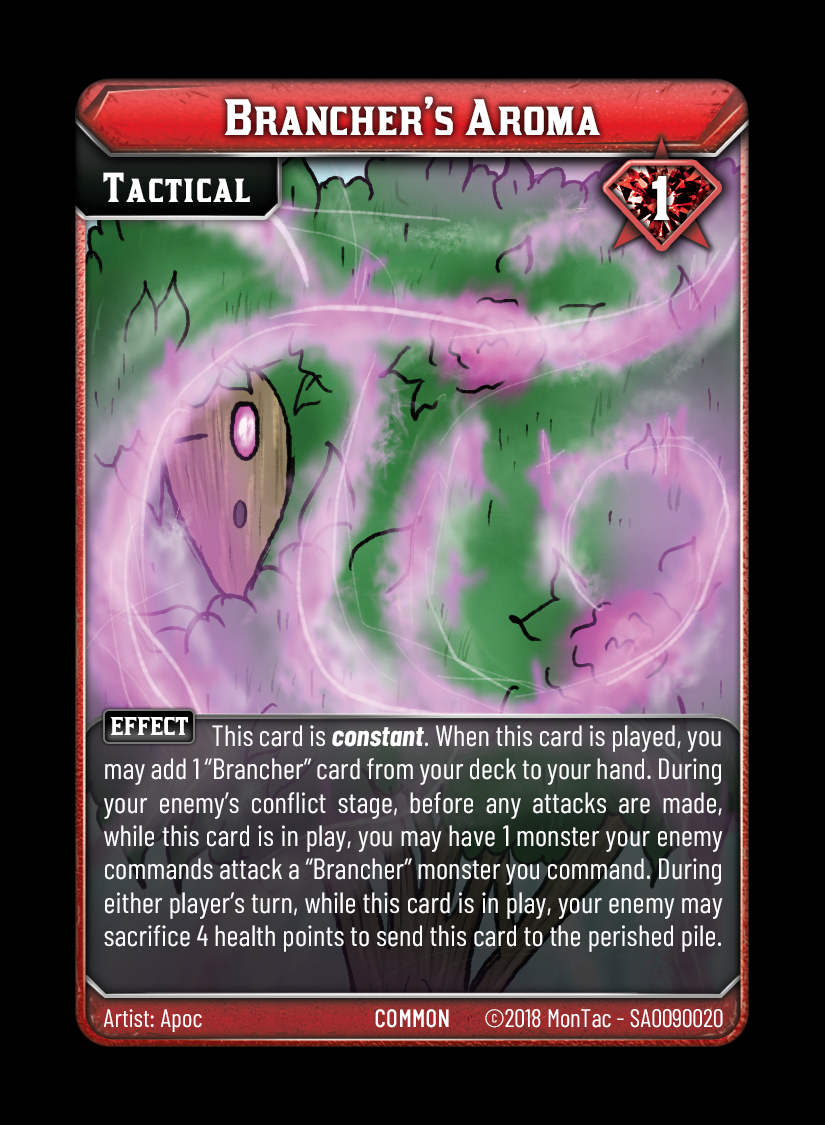 Brancher's Aroma
Tactical
1
EFFECT This card is constant. When this card is played, you
may add 1 “Brancher” card from your deck to your hand. During
your enemy's conflict stage, before any attacks are made,
while this card is in play, you may have 1 monster your enemy
commands attack a “Brancher” monster you command. During
either player's turn, while this card is in play, your enemy may
sacrifice 4 health points to send this card to the perished pile.
Artist: Apoc COMMON ©2018 MonTac - SA0090020